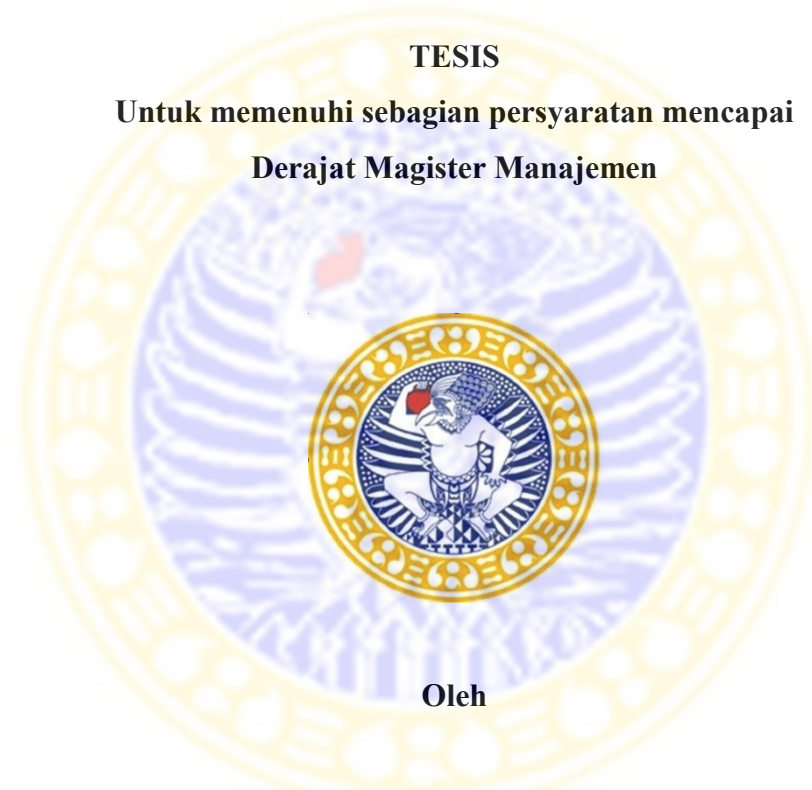 TESIS
Untuk memenuhi sebagian persyaratan mencapai
Derajat Magister Manajemen
Oleh